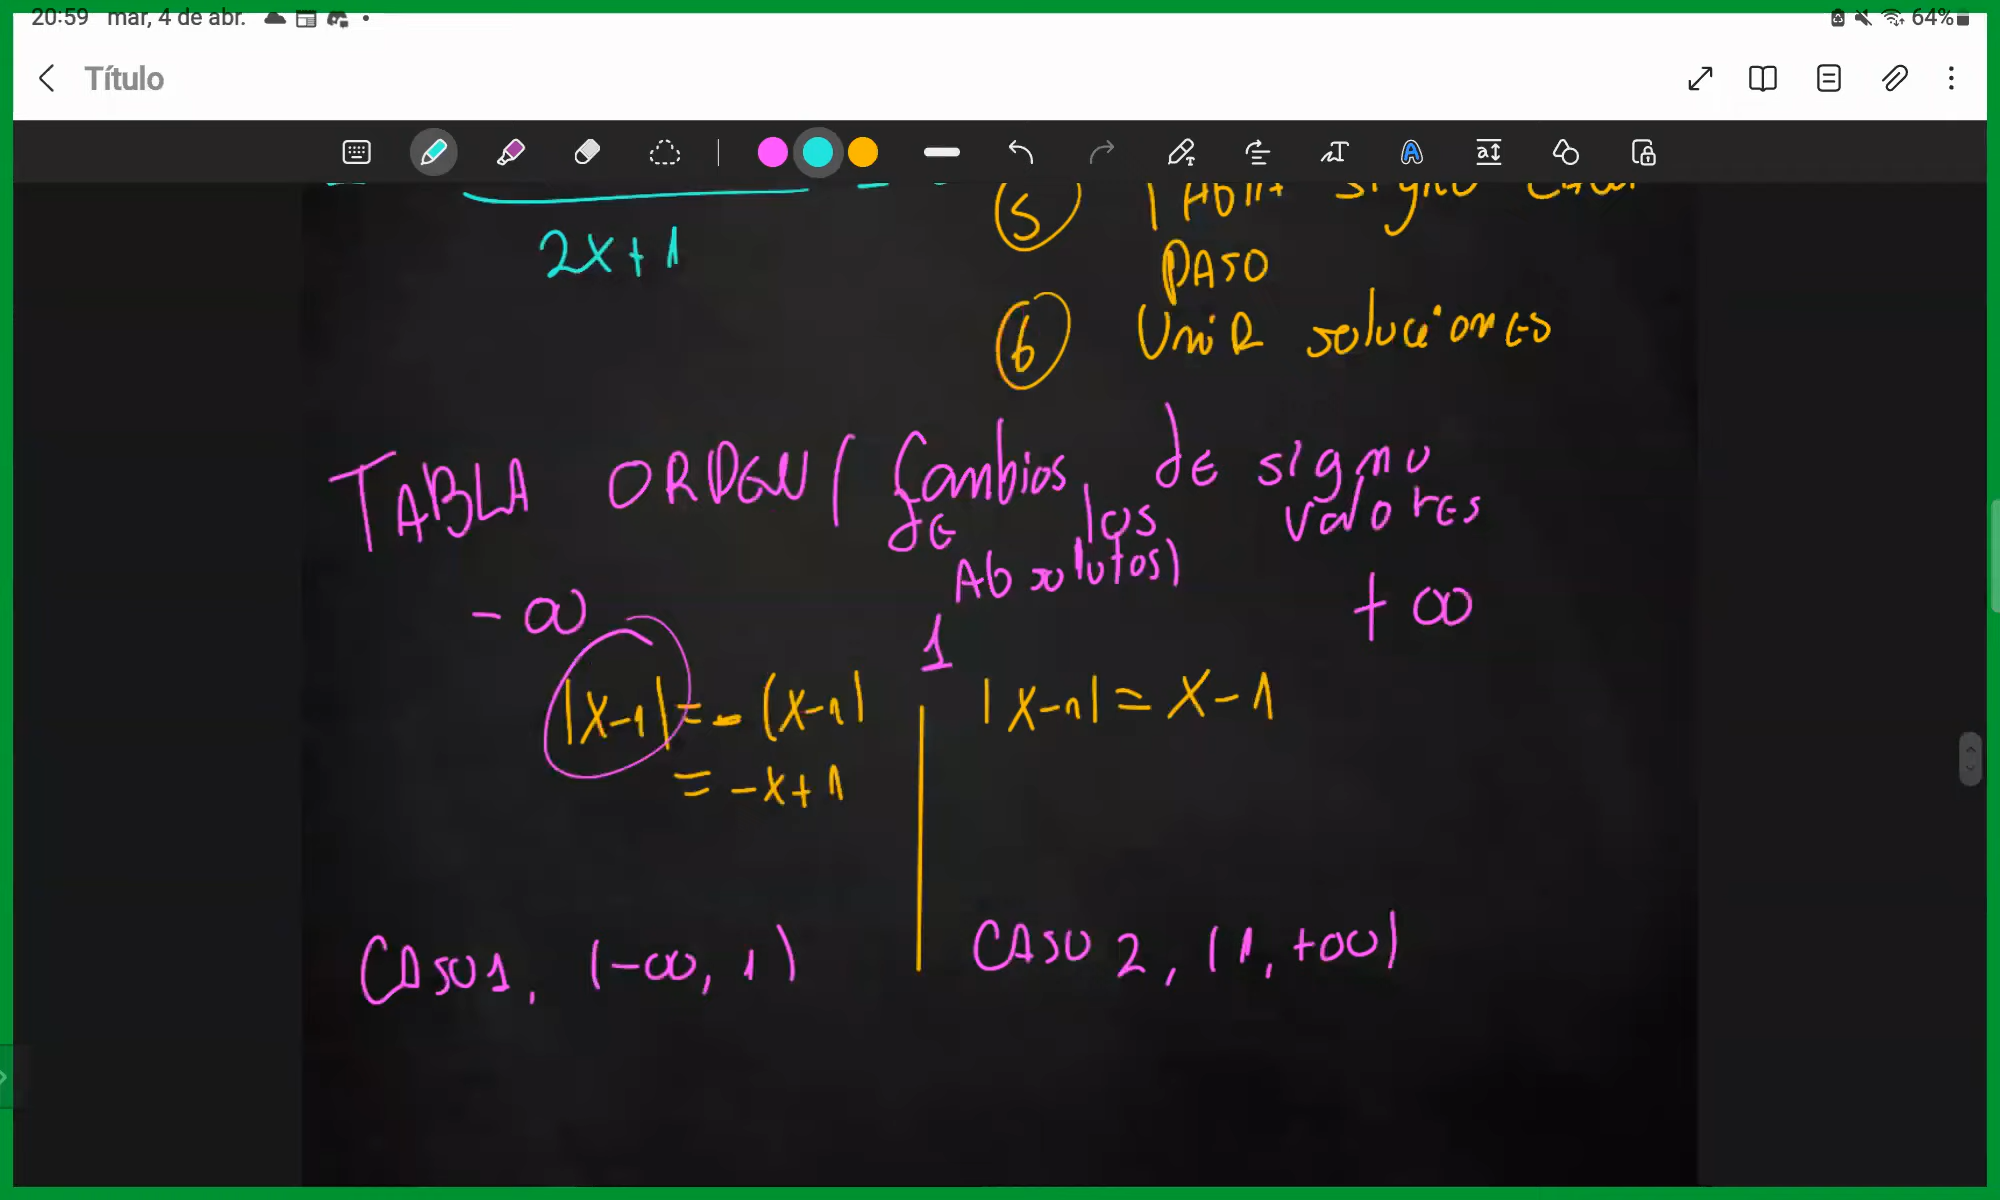 20:59 mar, 4 de abr. 64%
Título
2x+1
5 signo
PASO
6 Unir soluciones
TABLA ORDEN (Cambios de signo
de los valores
Absolutos)
-∞ 1 +∞
|x-1| = -(x-1) |x-1| = x-1
= -x+1
CASO 1, (-∞, 1) CASO 2, (1, +∞)